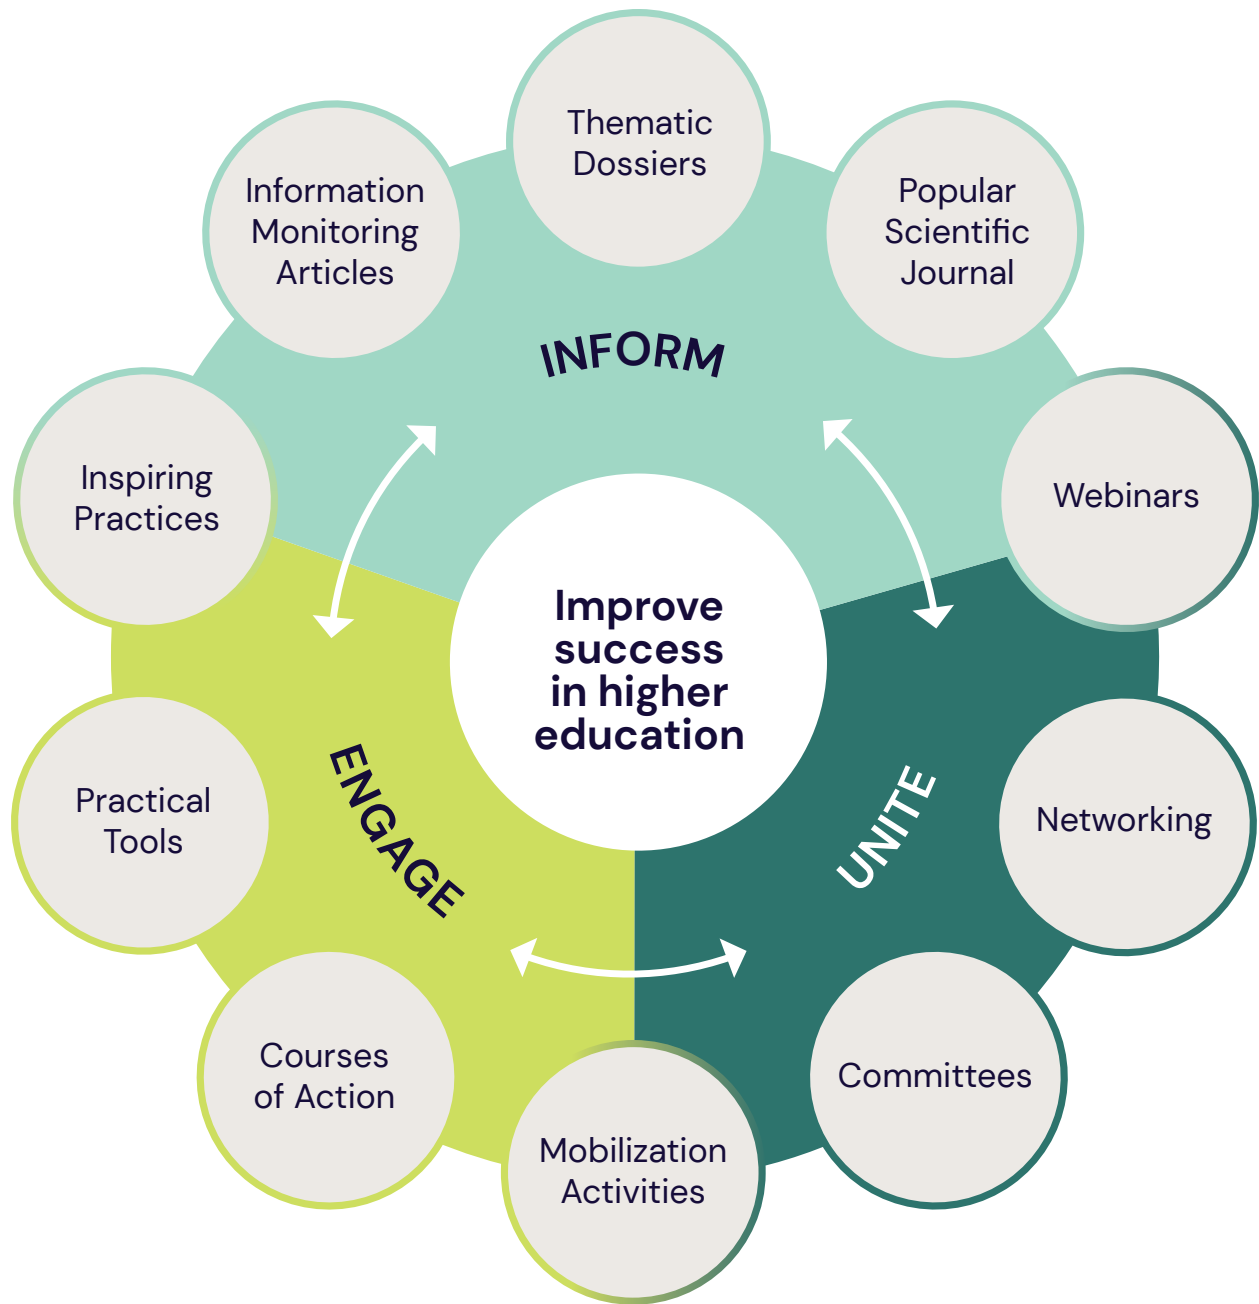 Thematic
Dossiers
Information
Monitoring
Articles
Popular
Scientific
Journal
INFORM
Inspiring
Practices
Webinars
Improve
success
in higher
education
ENGAGE
UNITE
Practical
Tools
Networking
Courses
of Action
Committees
Mobilization
Activities